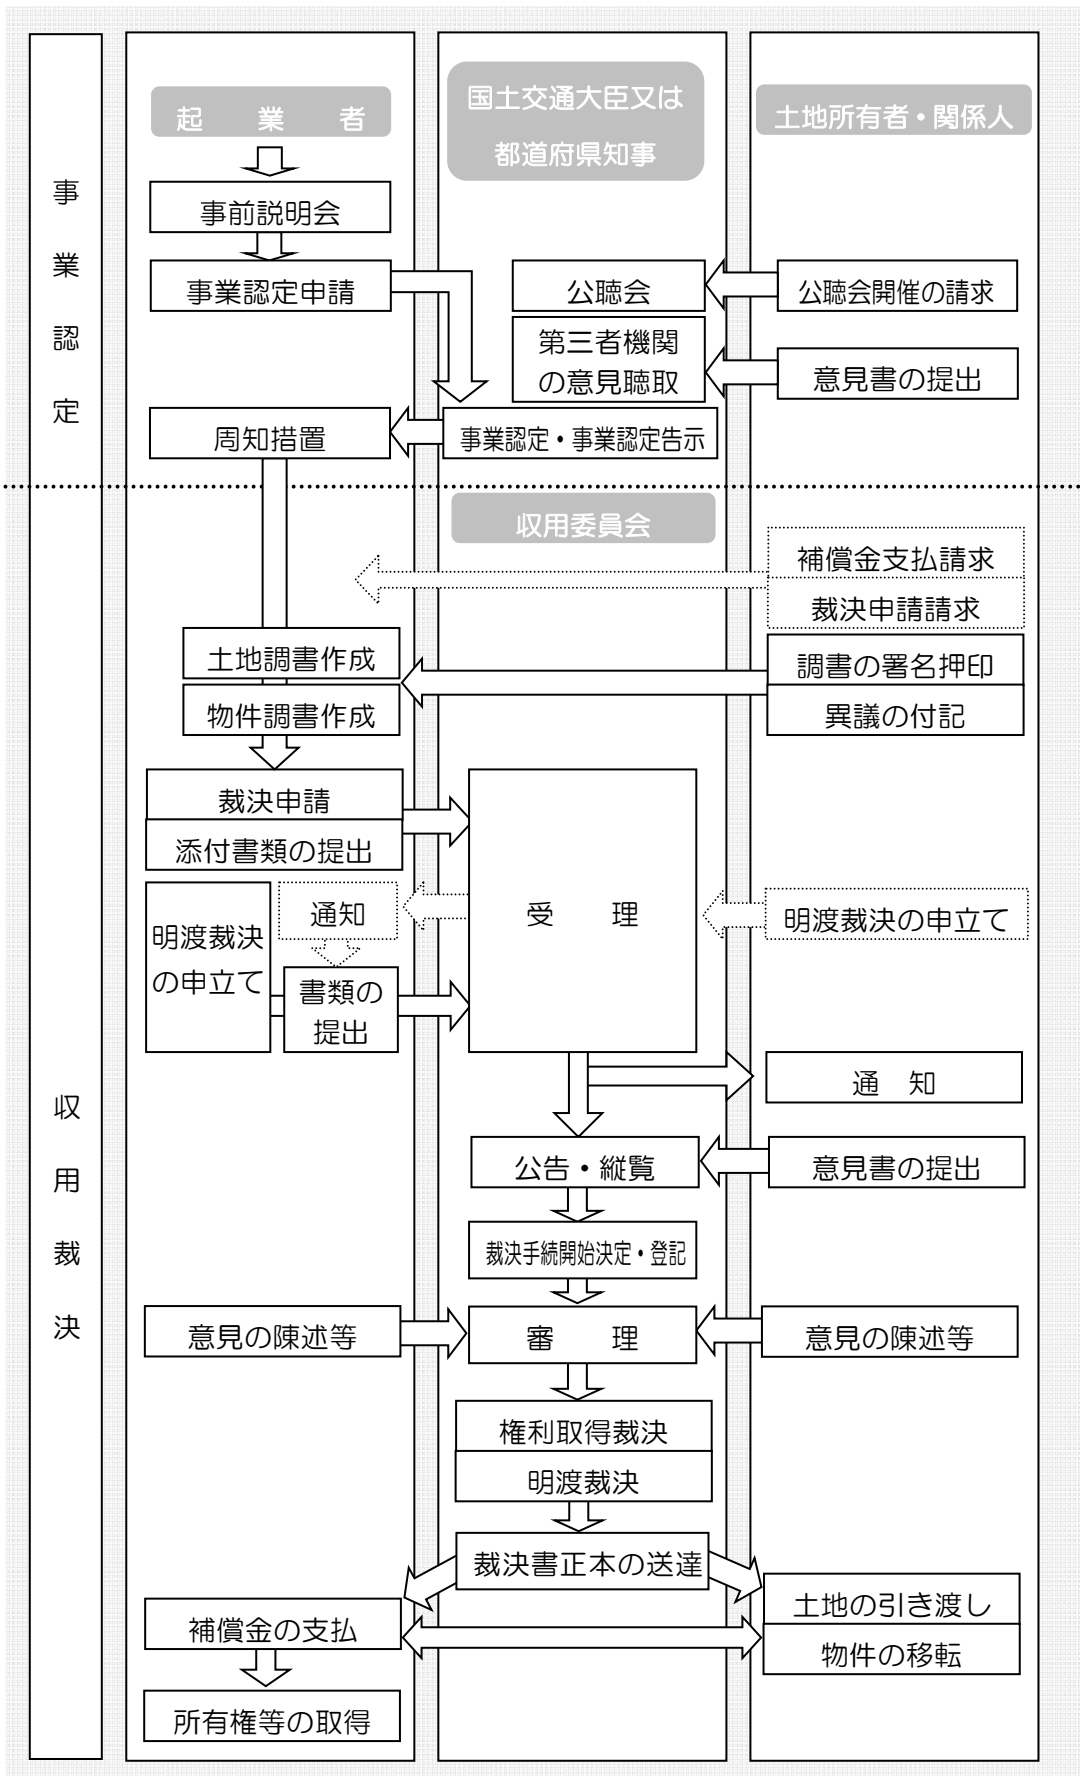 事業認定
起業者
国土交通大臣又は
都道府県知事
土地所有者・関係人
事前説明会
事業認定申請
公聴会
公聴会開催の請求
第三者機関
の意見聴取
意見書の提出
周知措置
事業認定・事業認定告示
収用裁決
収用委員会
補償金支払請求
裁決申請請求
土地調書作成
物件調書作成
調書の署名押印
異議の付記
裁決申請
添付書類の提出
受理
明渡裁決
の申立て
通知
書類の
提出
明渡裁決の申立て
通知
公告・縦覧
意見書の提出
裁決手続開始決定・登記
意見の陳述等
審理
意見の陳述等
権利取得裁決
明渡裁決
裁決書正本の送達
補償金の支払
土地の引き渡し
物件の移転
所有権等の取得